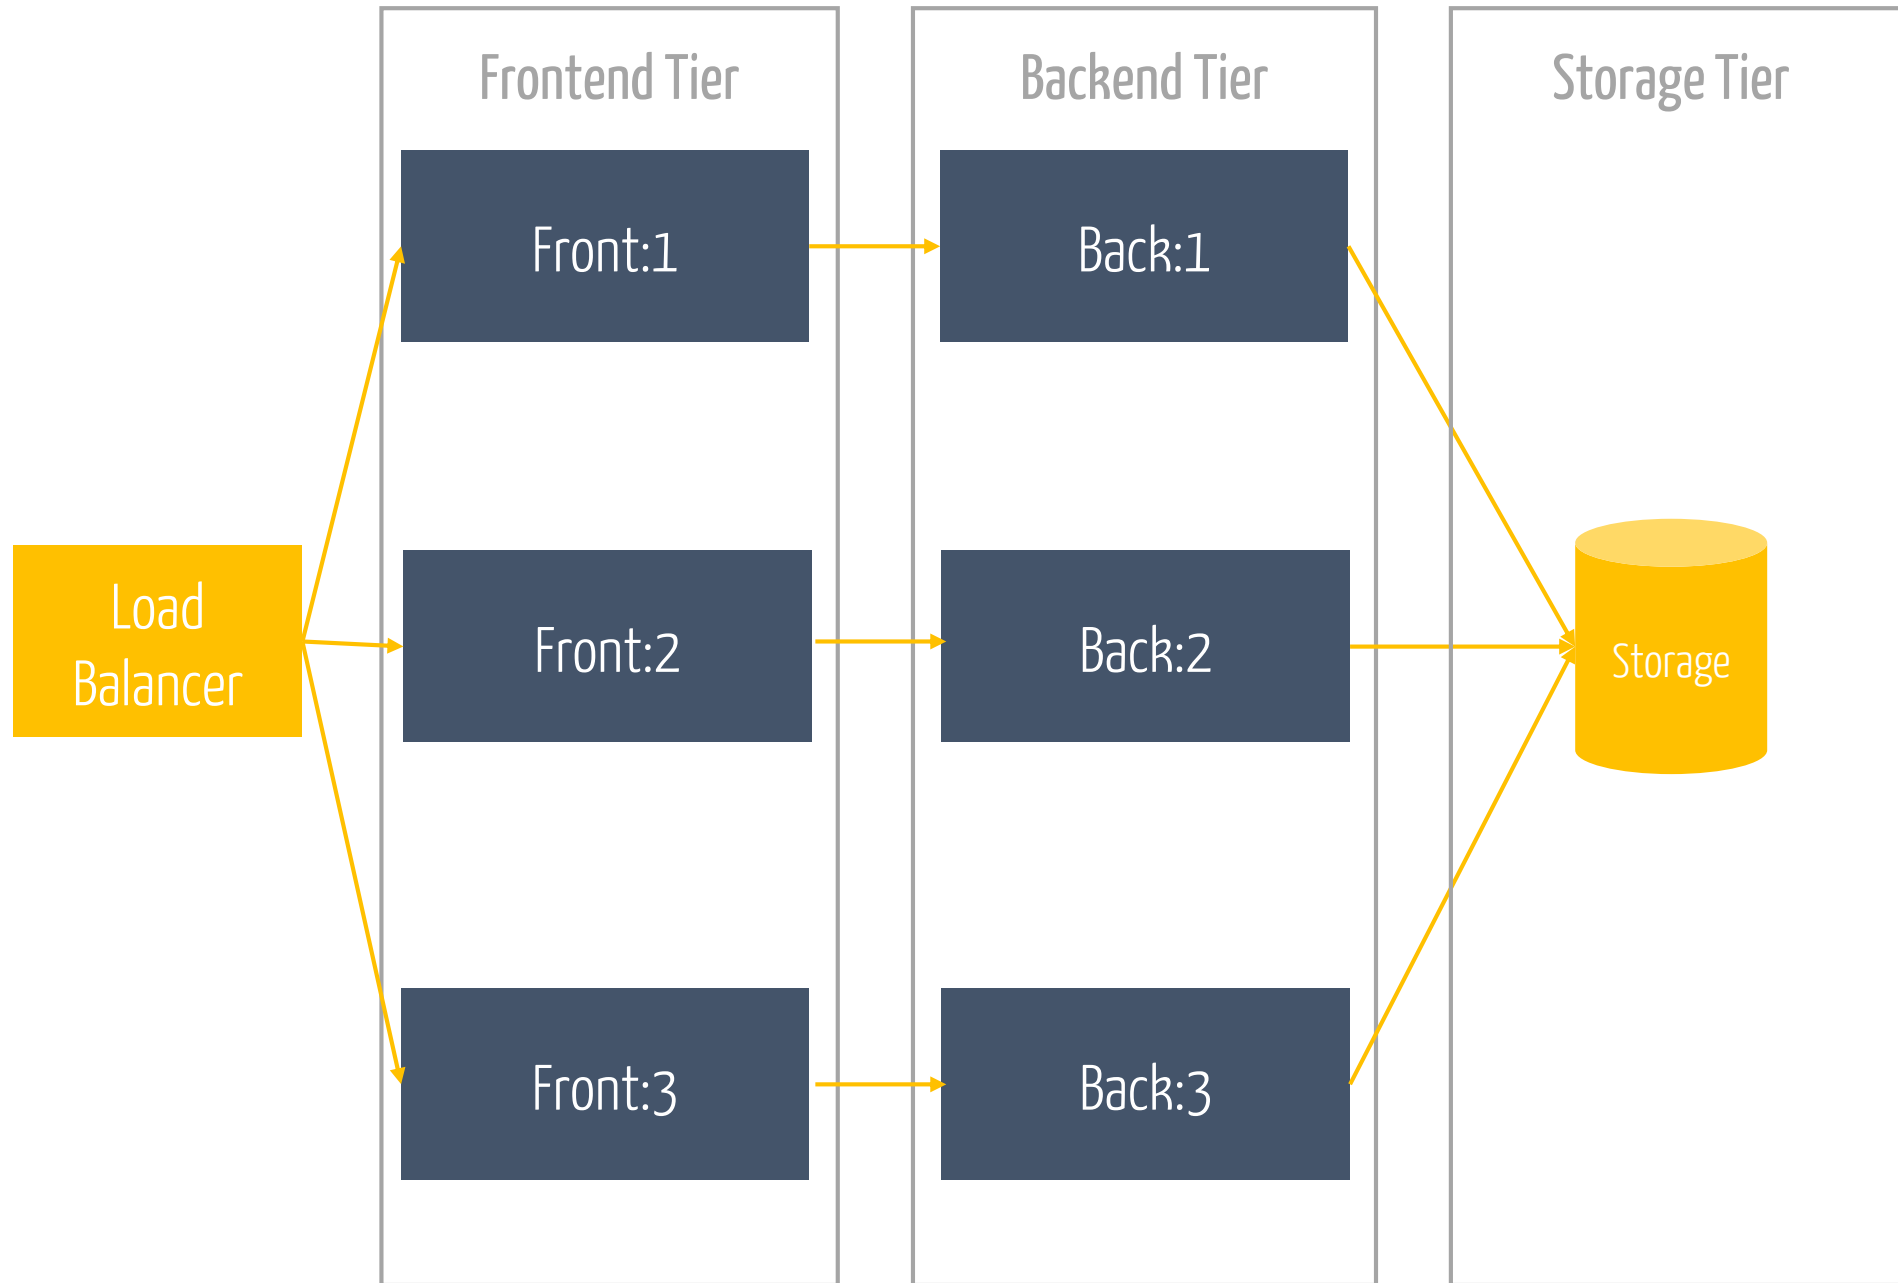 Frontend Tier
Backend Tier
Storage Tier
Front:1
Back:1
Load
Balancer
Front:2
Back:2
Storage
Front:3
Back:3